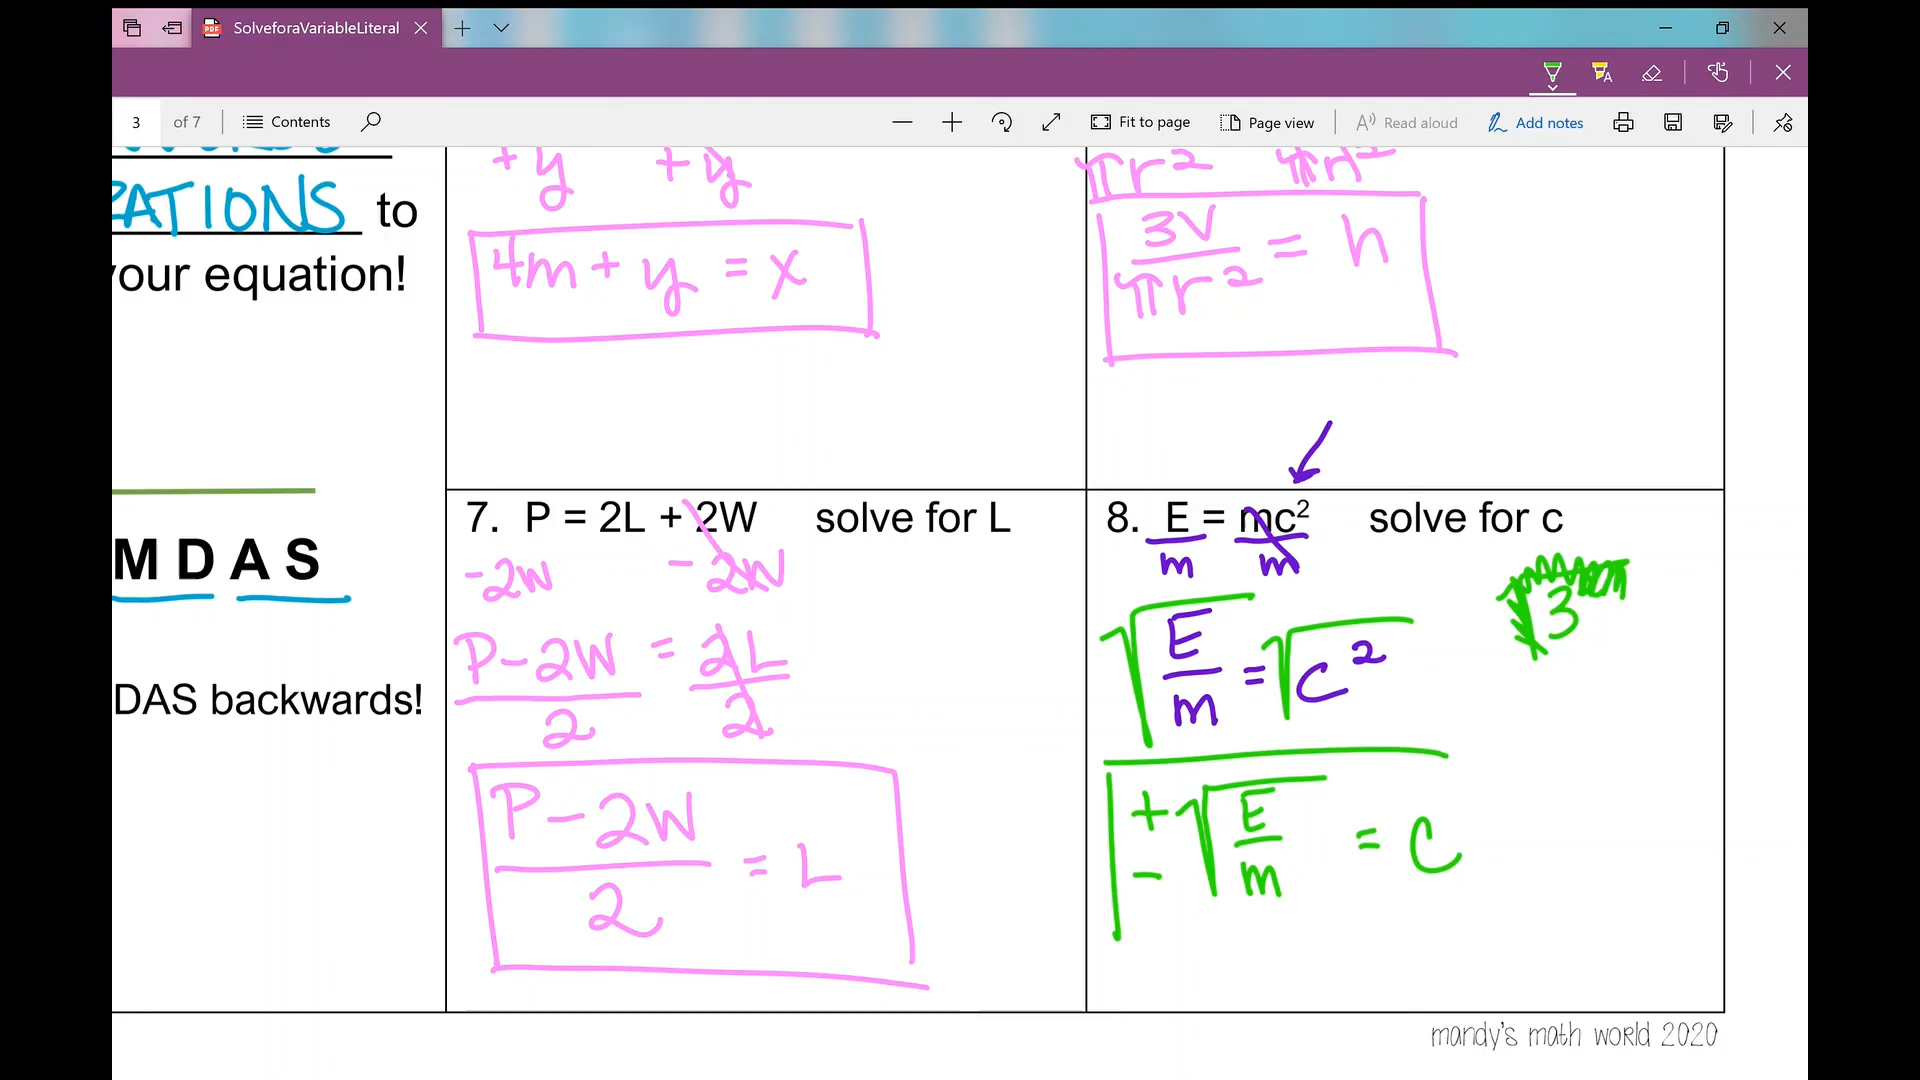 SolveforaVariableLiteral
3 of 7 Contents Fit to page Page view Read aloud Add notes
RATIONS to
your equation!
M D A S
DAS backwards!
+y +y
4m + y = x
πr² πr²
3V
πr² = h
7. P = 2L + 2W solve for L
-2W - 2W
P - 2W = 2L
2 2
P - 2W
2 = L
8. E = mc² solve for c
m m
√E/m = √c²
3
+ - √E/m = C
mandy's math world 2020